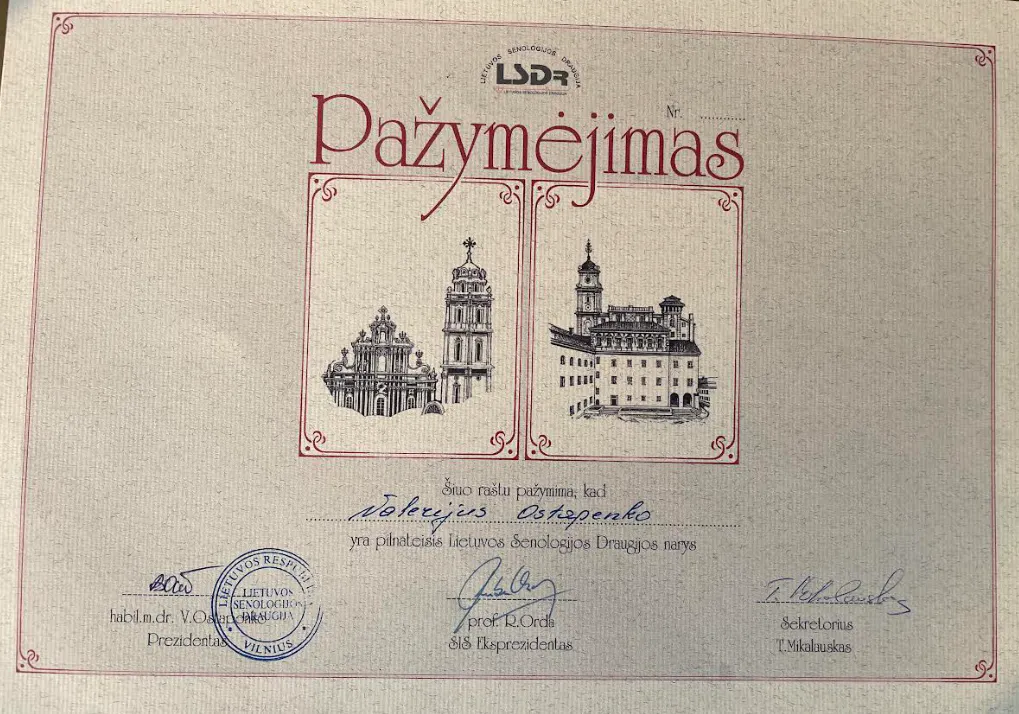 LIETUVOS SENOLOGIJOS DRAUGIJA
LSDR
Nr. ............
Pažymėjimas
Šiuo raštu pažymima, kad
Valerijus Ostapenko
yra pilnateisis Lietuvos Senologijos Draugijos narys
habil.m.dr. V.Ostapenko
Prezidentas
LIETUVOS
LIETUVOS
SENOLOGIJOS
DRAUGIJA
VILNIUS
prof. R.Orda
SIS Eksprezidentas
T. Mikalauskas
Sekretorius
T.Mikalauskas